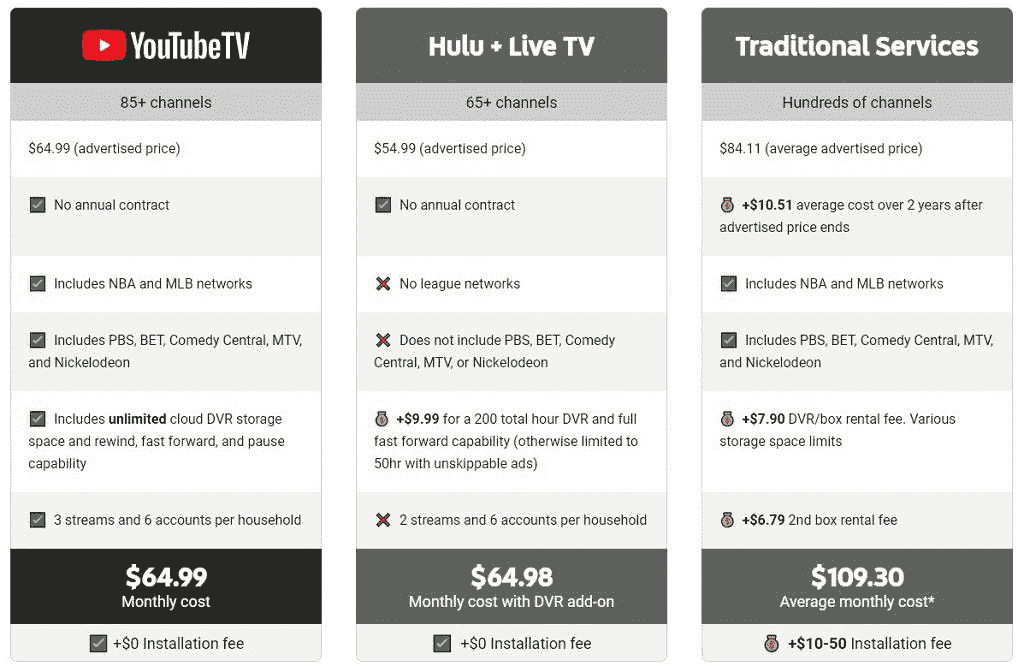 YouTubeTV
85+ channels
$64.99 (advertised price)
No annual contract
Includes NBA and MLB networks
Includes PBS, BET, Comedy Central, MTV,
and Nickelodeon
Includes unlimited cloud DVR storage
space and rewind, fast forward, and pause
capability
3 streams and 6 accounts per household
$64.99
Monthly cost
+$0 Installation fee
Hulu + Live TV
65+ channels
$54.99 (advertised price)
No annual contract
No league networks
Does not include PBS, BET, Comedy
Central, MTV, or Nickelodeon
+$9.99 for a 200 total hour DVR and full
fast forward capability (otherwise limited to
50hr with unskippable ads)
2 streams and 6 accounts per household
$64.98
Monthly cost with DVR add-on
+$0 Installation fee
Traditional Services
Hundreds of channels
$84.11 (average advertised price)
+$10.51 average cost over 2 years after
advertised price ends
Includes NBA and MLB networks
Includes PBS, BET, Comedy Central, MTV,
and Nickelodeon
+$7.90 DVR/box rental fee. Various
storage space limits
+$6.79 2nd box rental fee
$109.30
Average monthly cost*
+$10-50 Installation fee